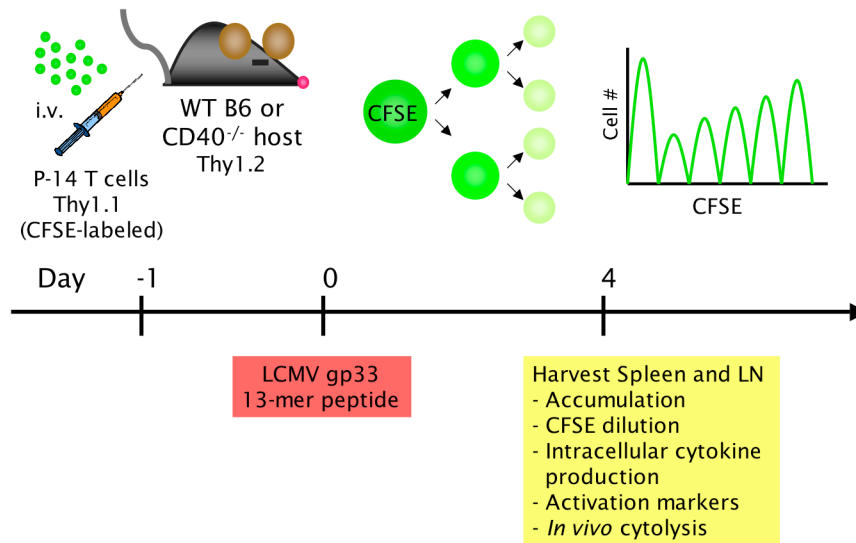 i.v.
P-14 T cells
Thy1.1
(CFSE-labeled)
WT B6 or
CD40-/- host
Thy1.2
CFSE
Cell #
CFSE
Day
-1
0
4
LCMV gp33
13-mer peptide
Harvest Spleen and LN
- Accumulation
- CFSE dilution
- Intracellular cytokine
production
- Activation markers
- In vivo cytolysis